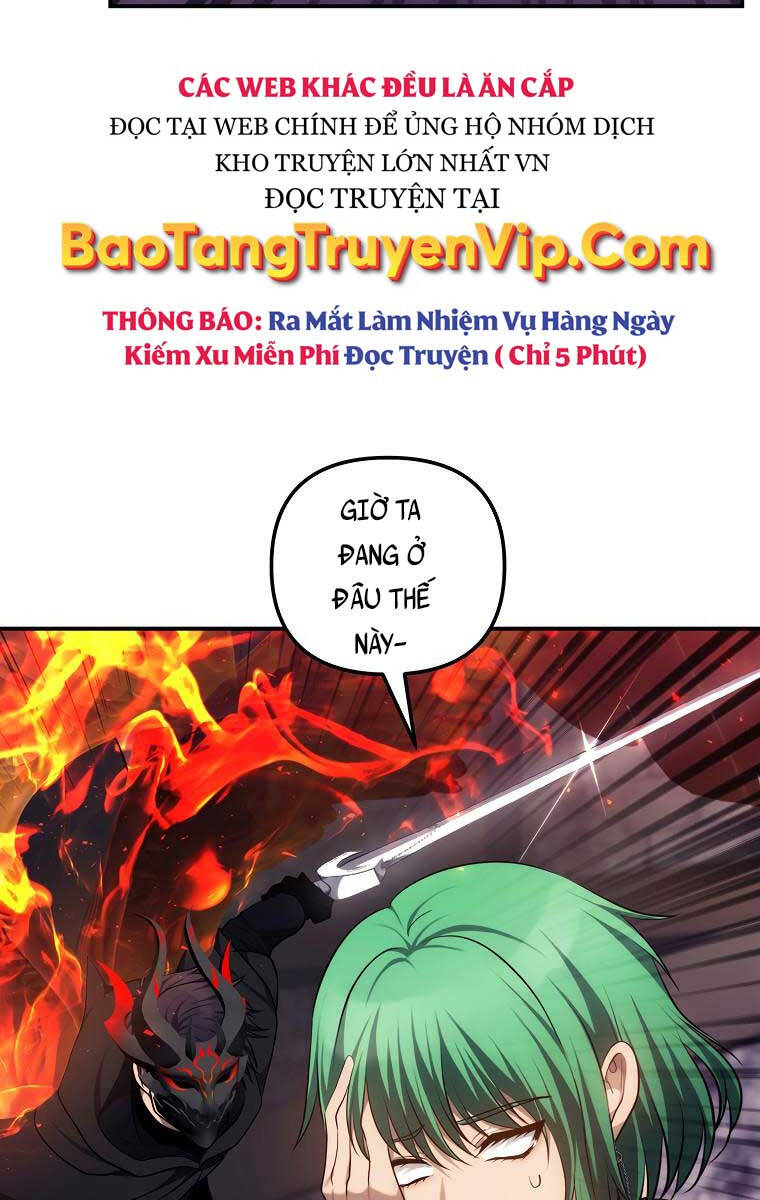 CÁC WEB KHÁC ĐỀU LÀ ĂN CẮP
ĐỌC TẠI WEB CHÍNH ĐỂ ỦNG HỘ NHÓM DỊCH
KHO TRUYỆN LỚN NHẤT VN
ĐỌC TRUYỆN TẠI
BaoTangTruyenVip.Com
THÔNG BÁO: Ra Mắt Làm Nhiệm Vụ Hàng Ngày
Kiếm Xu Miễn Phí Đọc Truyện ( Chỉ 5 Phút)
GIỜ TA
ĐANG Ở
ĐÂU THẾ
NÀY-